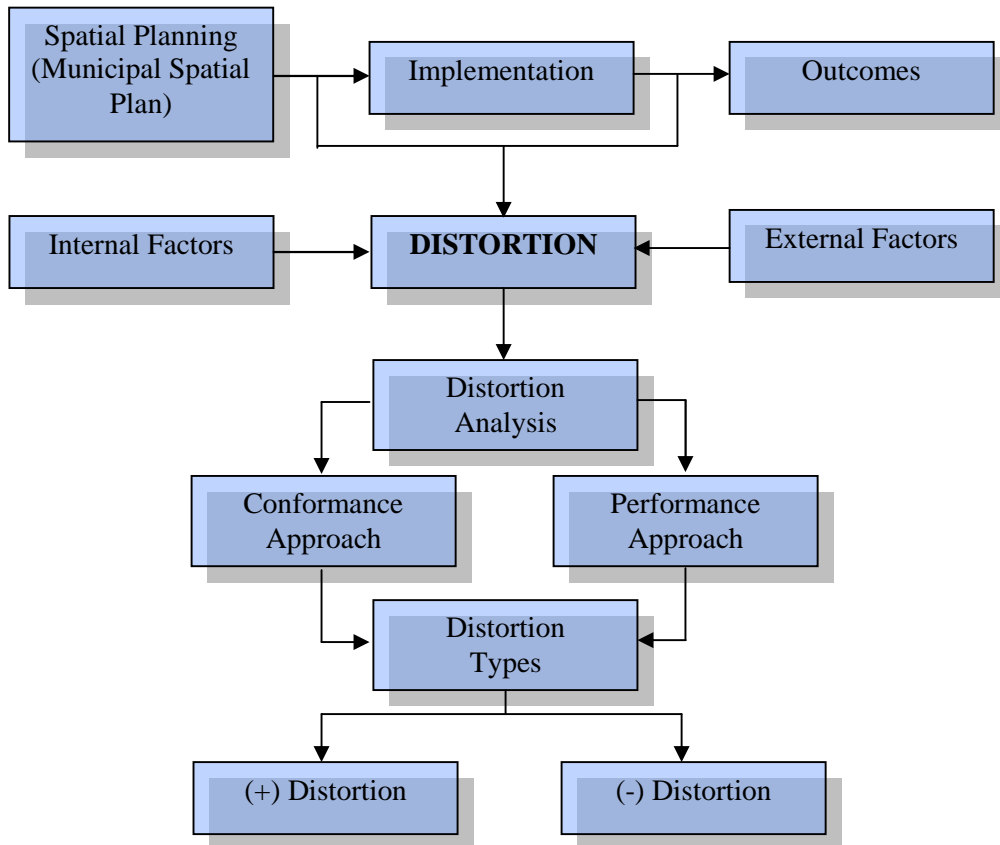 Spatial Planning
(Municipal Spatial
Plan)
Implementation
Outcomes
Internal Factors
DISTORTION
External Factors
Distortion
Analysis
Conformance
Approach
Performance
Approach
Distortion
Types
(+) Distortion
(-) Distortion